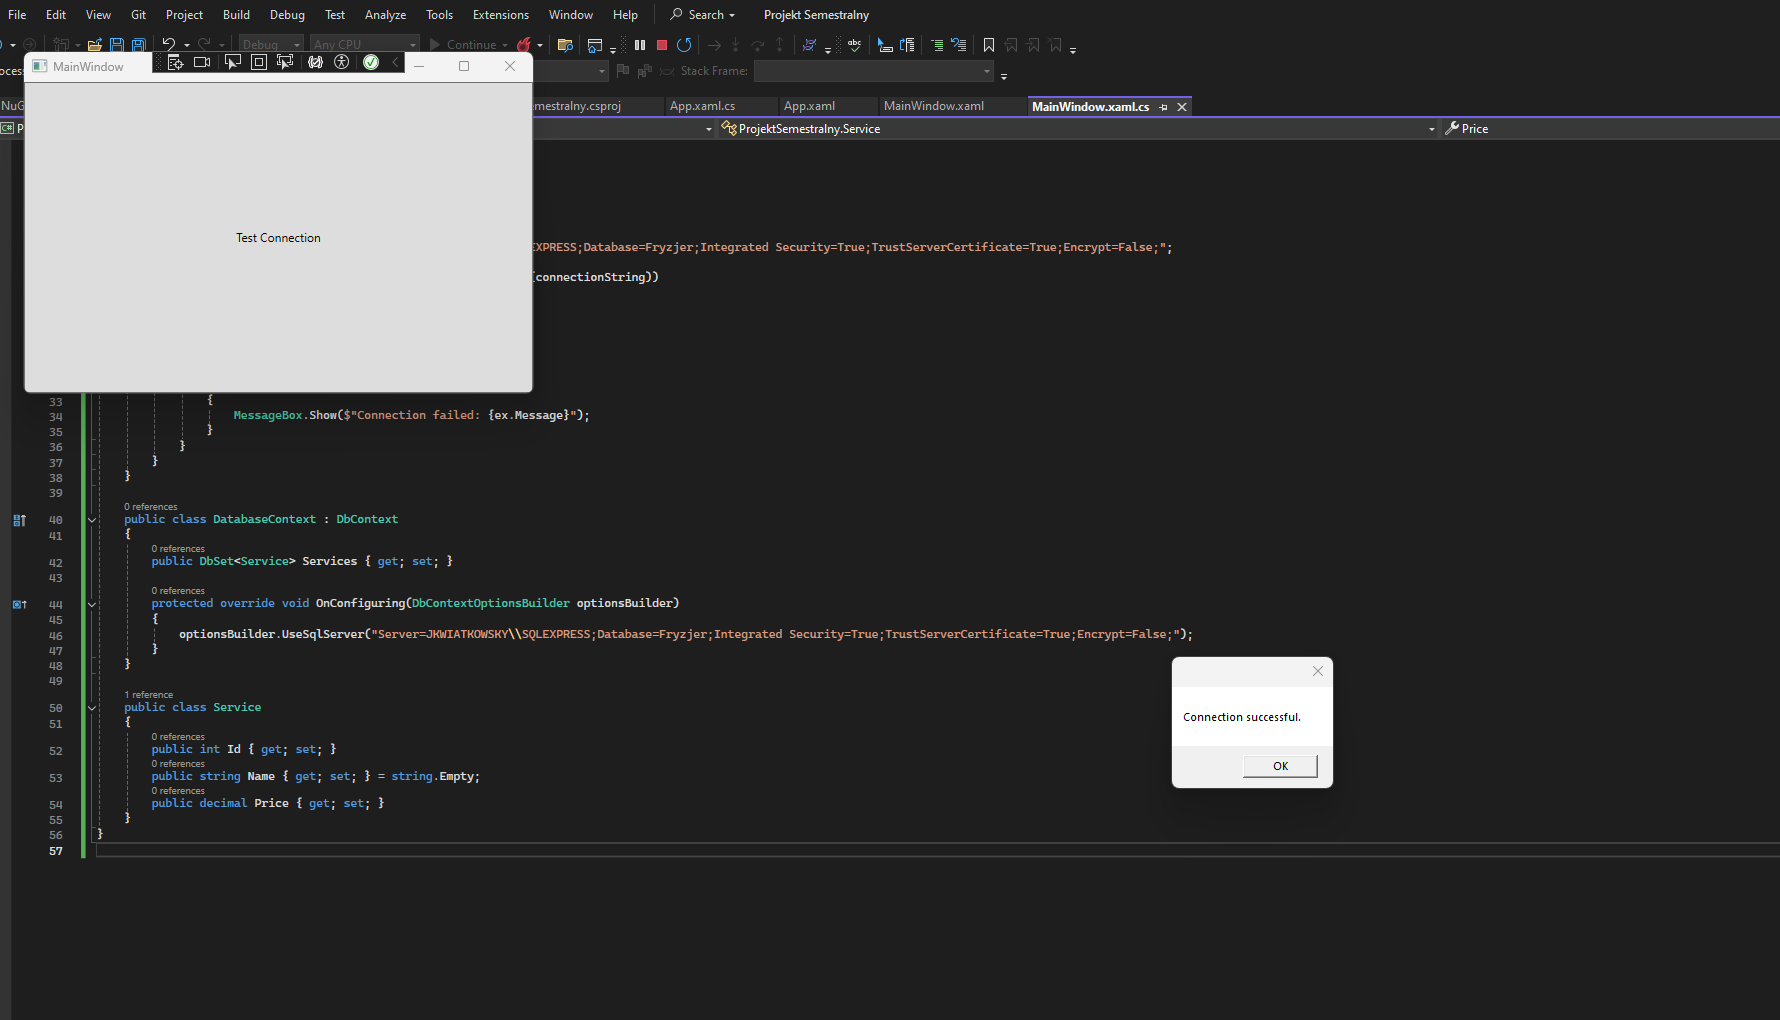 File Edit View Git Project Build Debug Test Analyze Tools Extensions Window Help Search Projekt Semestralny
Debug Any CPU Continue
Stack Frame:
MainWindow
NuG
emestralny.csproj App.xaml.cs App.xaml MainWindow.xaml MainWindow.xaml.cs
C# P
ProjektSemestralny.Service Price
Test Connection
EXPRESS;Database=Fryzjer;Integrated Security=True;TrustServerCertificate=True;Encrypt=False;";
(connectionString))
33 {
34 MessageBox.Show($"Connection failed: {ex.Message}");
35 }
36 }
37 }
38 }
39
0 references
40 public class DatabaseContext : DbContext
41 {
0 references
42 public DbSet<Service> Services { get; set; }
43
0 references
44 protected override void OnConfiguring(DbContextOptionsBuilder optionsBuilder)
45 {
46 optionsBuilder.UseSqlServer("Server=JKWIATKOWSKY\\SQLEXPRESS;Database=Fryzjer;Integrated Security=True;TrustServerCertificate=True;Encrypt=False;");
47 }
48 }
49
1 reference
50 public class Service
51 {
0 references
52 public int Id { get; set; }
0 references
53 public string Name { get; set; } = string.Empty;
0 references
54 public decimal Price { get; set; }
55 }
56 }
57
Connection successful.
OK